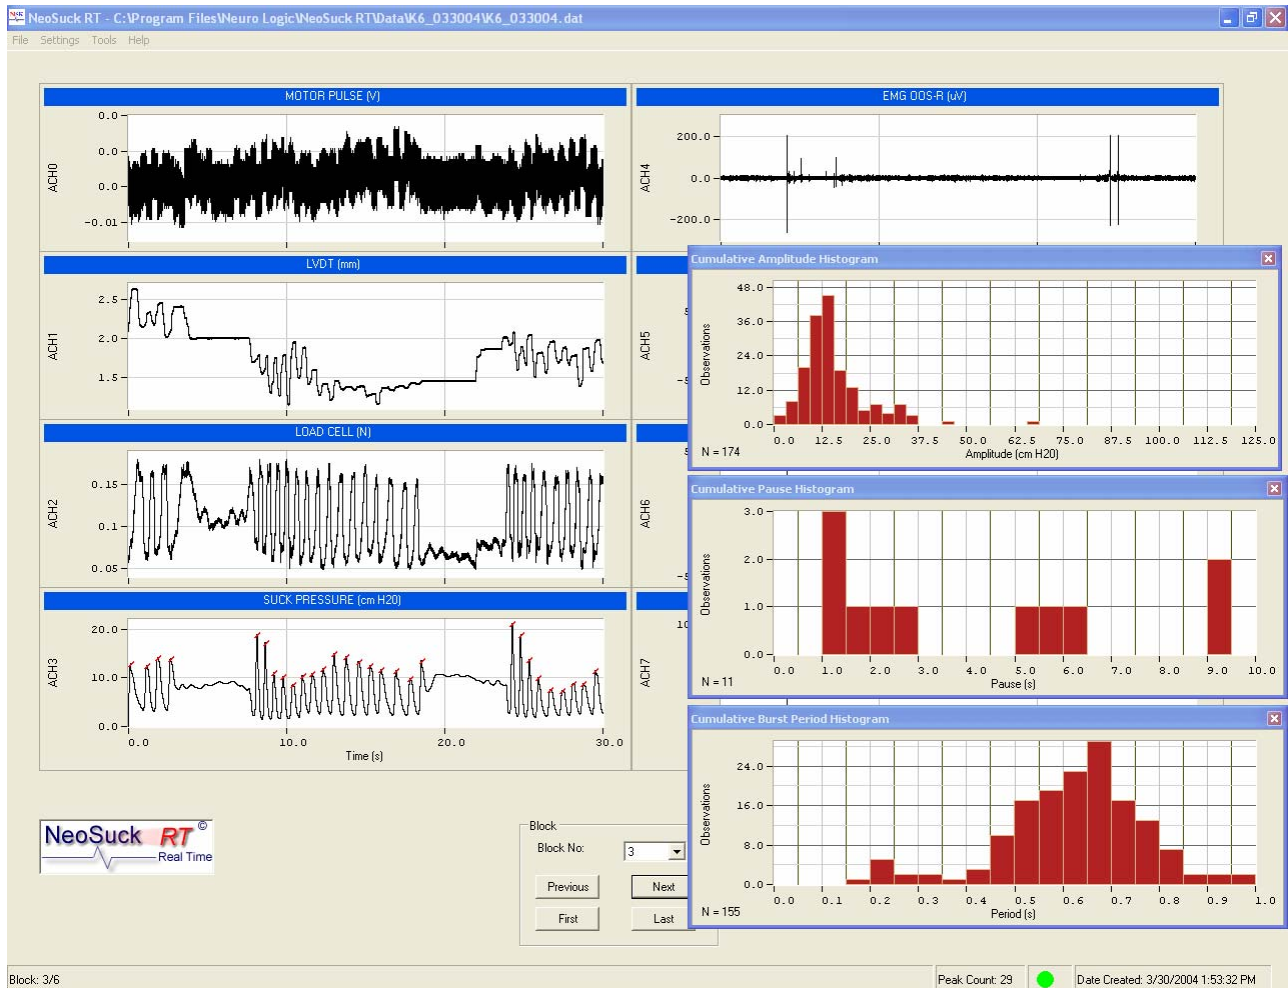 NeoSuck RT - C:\Program Files\Neuro Logic\NeoSuck RT\Data\K6_033004\K6_033004.dat
File Settings Tools Help
MOTOR PULSE (V)
ACH0
0.0
0.0
0.0
-0.01
EMG OOS-R (uV)
ACH4
200.0
0.0
-200.0
LVDT (mm)
ACH1
2.5
2.0
1.5
ACH5
LOAD CELL (N)
ACH2
0.15
0.1
0.05
ACH6
SUCK PRESSURE (cm H20)
ACH3
20.0
10.0
0.0
0.0 10.0 20.0 30.0
Time (s)
ACH7
Cumulative Amplitude Histogram
Observations
48.0
36.0
24.0
12.0
0.0
0.0 12.5 25.0 37.5 50.0 62.5 75.0 87.5 100.0 112.5 125.0
N = 174
Amplitude (cm H20)
Cumulative Pause Histogram
Observations
3.0
2.0
1.0
0.0
0.0 1.0 2.0 3.0 4.0 5.0 6.0 7.0 8.0 9.0 10.0
N = 11
Pause (s)
Cumulative Burst Period Histogram
Observations
24.0
16.0
8.0
0.0
0.0 0.1 0.2 0.3 0.4 0.5 0.6 0.7 0.8 0.9 1.0
N = 155
Period (s)
NeoSuck RT ©
Real Time
Block
Block No: 3
Previous Next
First Last
Block: 3/6
Peak Count: 29
Date Created: 3/30/2004 1:53:32 PM